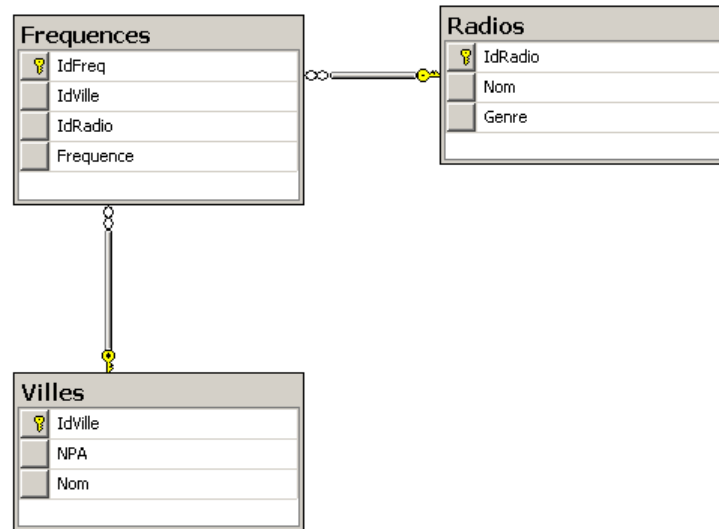 Frequences
IdFreq
IdVille
IdRadio
Frequence
Radios
IdRadio
Nom
Genre
Villes
IdVille
NPA
Nom